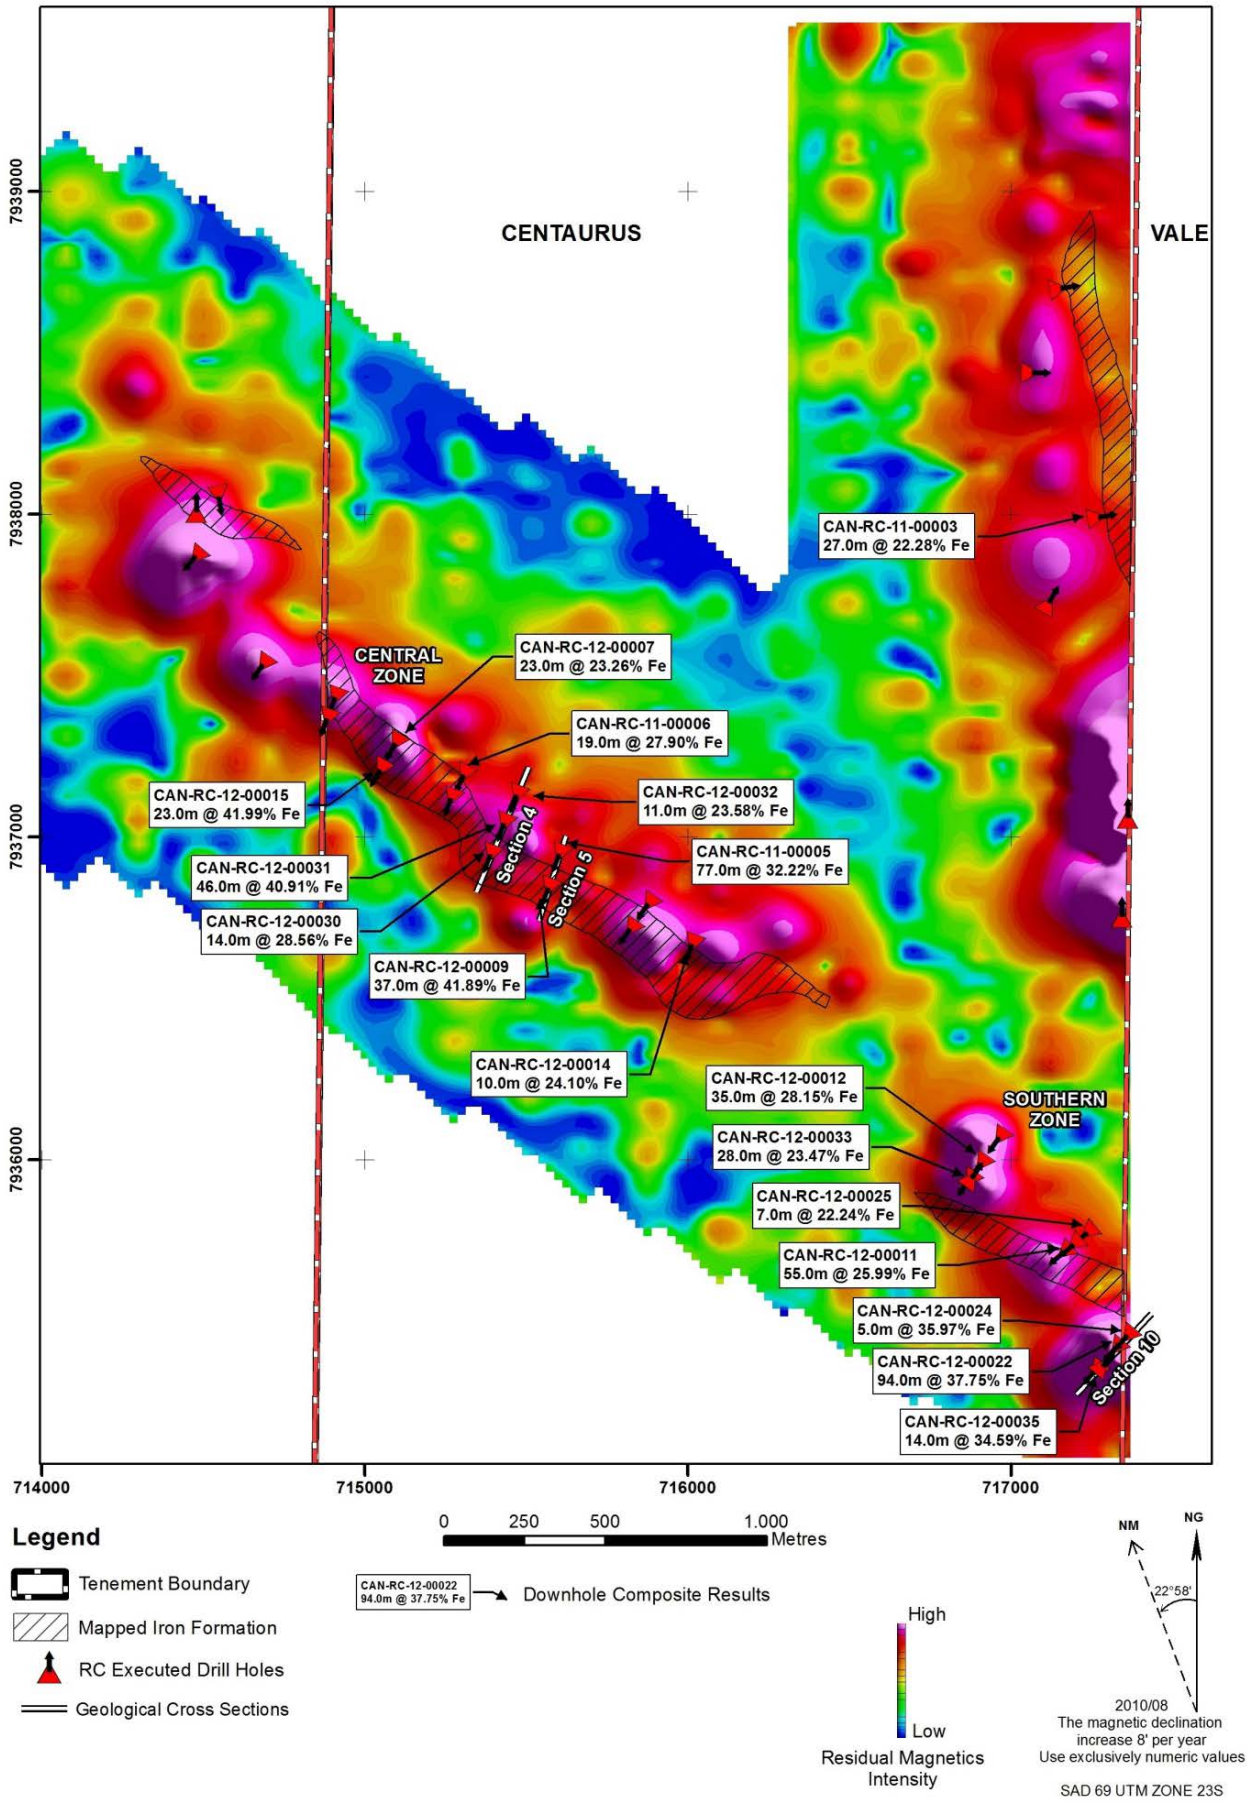 7939000
7938000
7937000
7936000
CENTAURUS
VALE
CAN-RC-11-00003
27.0m @ 22.28% Fe
CENTRAL
ZONE
CAN-RC-12-00007
23.0m @ 23.26% Fe
CAN-RC-11-00006
19.0m @ 27.90% Fe
CAN-RC-12-00015
23.0m @ 41.99% Fe
CAN-RC-12-00032
11.0m @ 23.58% Fe
Section 4
CAN-RC-11-00005
77.0m @ 32.22% Fe
CAN-RC-12-00031
46.0m @ 40.91% Fe
Section 5
CAN-RC-12-00030
14.0m @ 28.56% Fe
CAN-RC-12-00009
37.0m @ 41.89% Fe
CAN-RC-12-00014
10.0m @ 24.10% Fe
CAN-RC-12-00012
35.0m @ 28.15% Fe
SOUTHERN
ZONE
CAN-RC-12-00033
28.0m @ 23.47% Fe
CAN-RC-12-00025
7.0m @ 22.24% Fe
CAN-RC-12-00011
55.0m @ 25.99% Fe
CAN-RC-12-00024
5.0m @ 35.97% Fe
CAN-RC-12-00022
94.0m @ 37.75% Fe
Section 10
CAN-RC-12-00035
14.0m @ 34.59% Fe
714000 715000 716000 717000
Legend
Tenement Boundary
Mapped Iron Formation
RC Executed Drill Holes
Geological Cross Sections
0 250 500 1.000
Metres
CAN-RC-12-00022
94.0m @ 37.75% Fe
Downhole Composite Results
High
Low
Residual Magnetics
Intensity
NM
NG
22°58'
2010/08
The magnetic declination
increase 8' per year
Use exclusively numeric values
SAD 69 UTM ZONE 23S